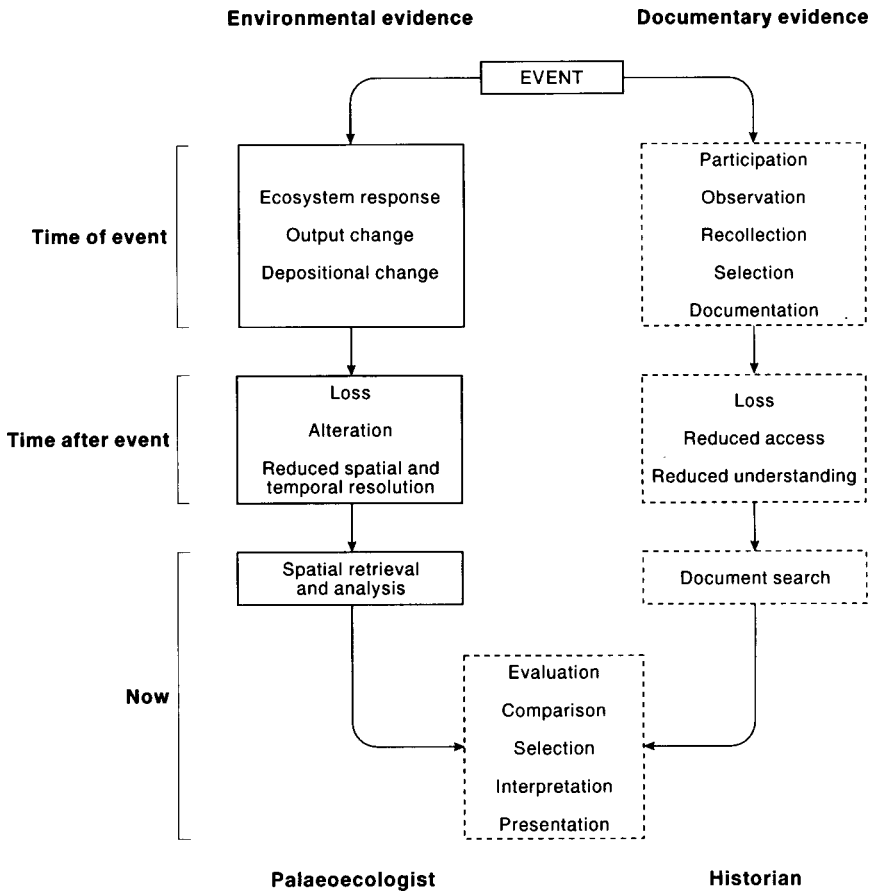 Environmental evidence
Documentary evidence
EVENT
Time of event
Ecosystem response
Output change
Depositional change
Participation
Observation
Recollection
Selection
Documentation
Time after event
Loss
Alteration
Reduced spatial and
temporal resolution
Loss
Reduced access
Reduced understanding
Now
Spatial retrieval
and analysis
Document search
Evaluation
Comparison
Selection
Interpretation
Presentation
Palaeoecologist
Historian